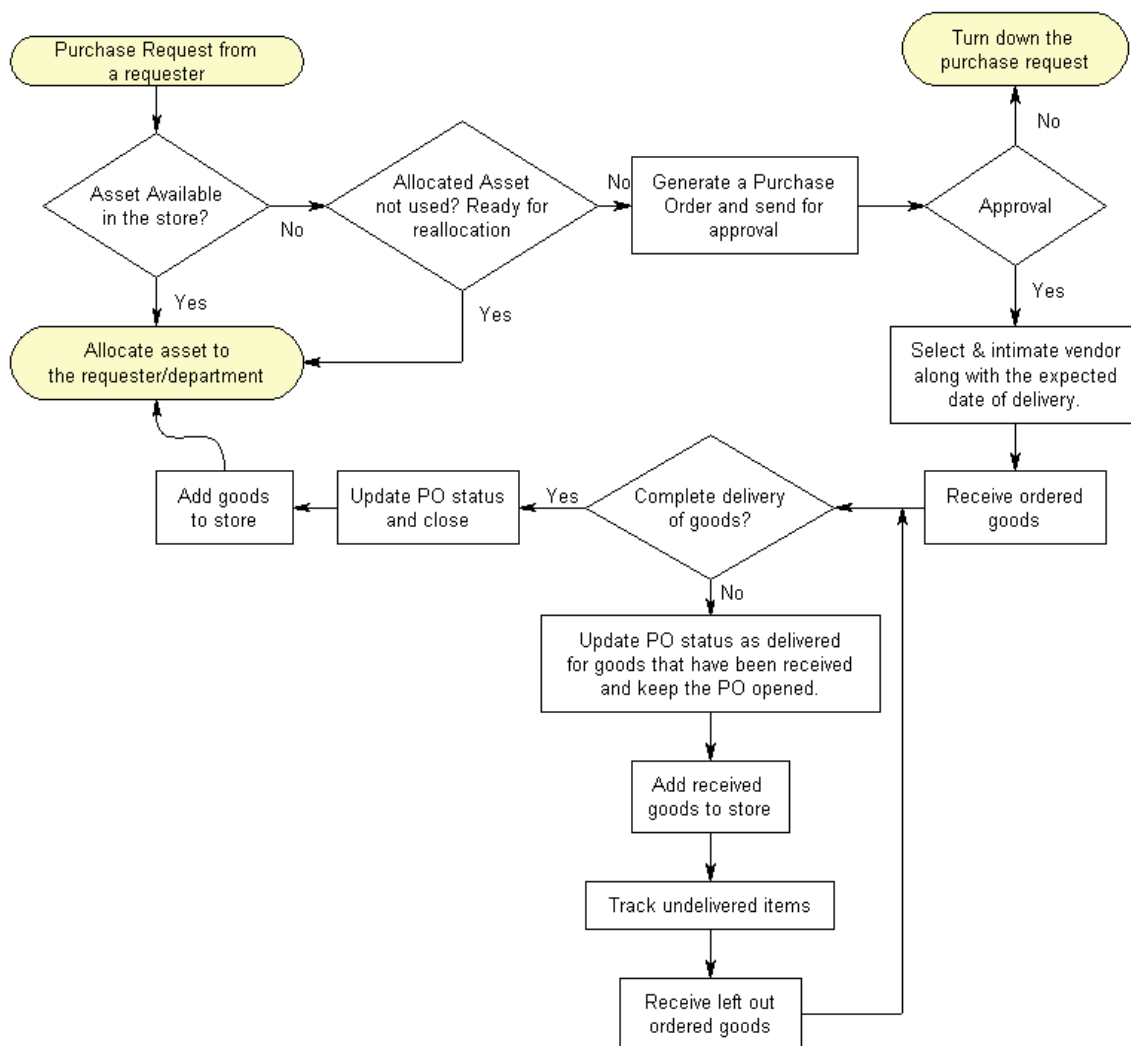 Purchase Request from
a requester
Turn down the
purchase request
No
Asset Available
in the store?
No
Allocated Asset
not used? Ready for
reallocation
No
Generate a Purchase
Order and send for
approval
Approval
Yes
Yes
Yes
Allocate asset to
the requester/department
Select & intimate vendor
along with the expected
date of delivery.
Add goods
to store
Update PO status
and close
Yes
Complete delivery
of goods?
Receive ordered
goods
No
Update PO status as delivered
for goods that have been received
and keep the PO opened.
Add received
goods to store
Track undelivered items
Receive left out
ordered goods